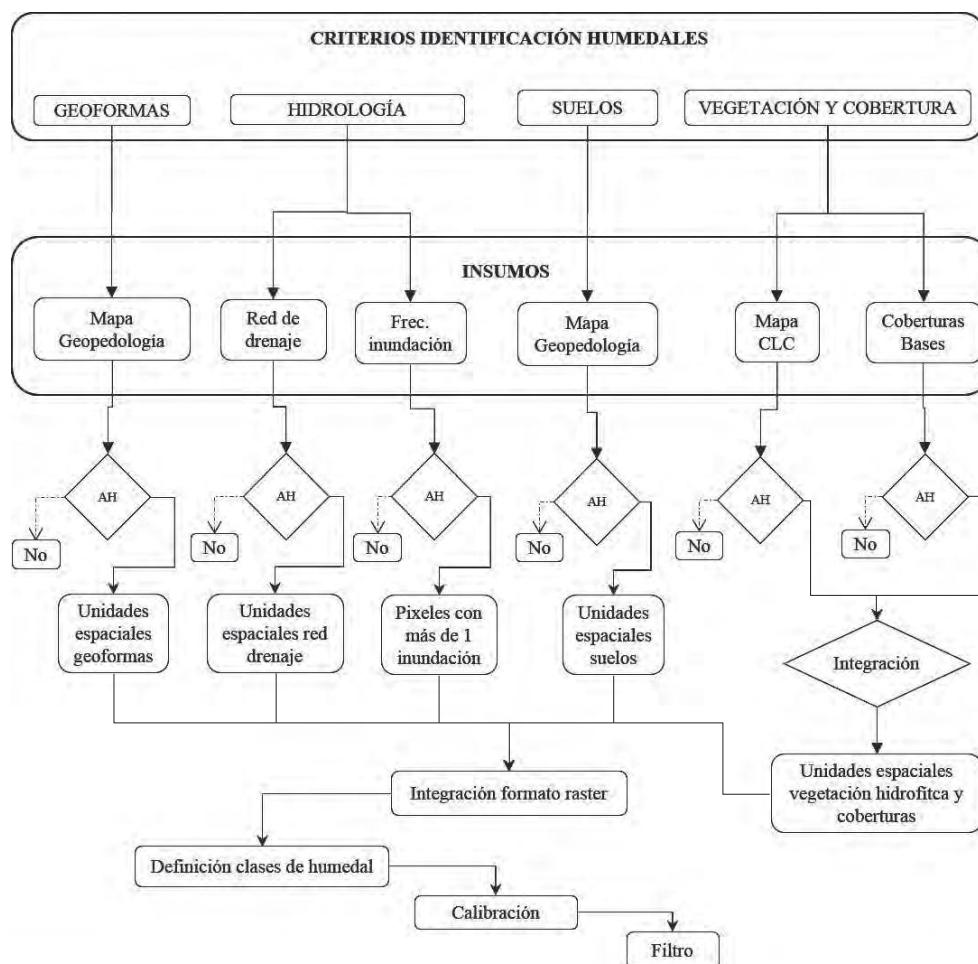 CRITERIOS IDENTIFICACIÓN HUMEDALES
GEOFORMAS
HIDROLOGÍA
SUELOS
VEGETACIÓN Y COBERTURA
INSUMOS
Mapa
Geopedología
Red de
drenaje
Frec.
inundación
Mapa
Geopedología
Mapa
CLC
Coberturas
Bases
AH
AH
AH
AH
AH
AH
No
No
No
No
No
No
Unidades
espaciales
geoformas
Unidades
espaciales red
drenaje
Pixeles con
más de 1
inundación
Unidades
espaciales
suelos
Integración
Integración formato raster
Unidades espaciales
vegetación hidrofítca y
coberturas
Definición clases de humedal
Calibración
Filtro